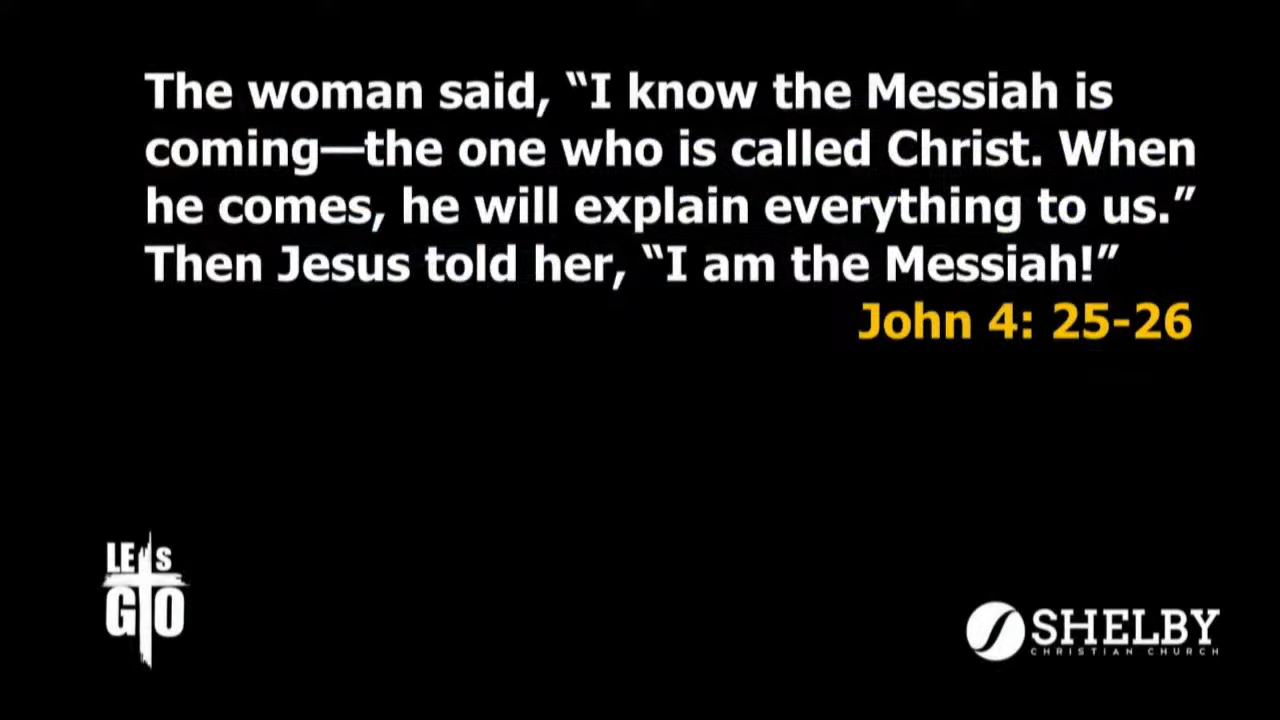 The woman said, “I know the Messiah is
coming—the one who is called Christ. When
he comes, he will explain everything to us.”
Then Jesus told her, “I am the Messiah!”
John 4: 25-26
LETS
GO
SHELBY
CHRISTIAN CHURCH